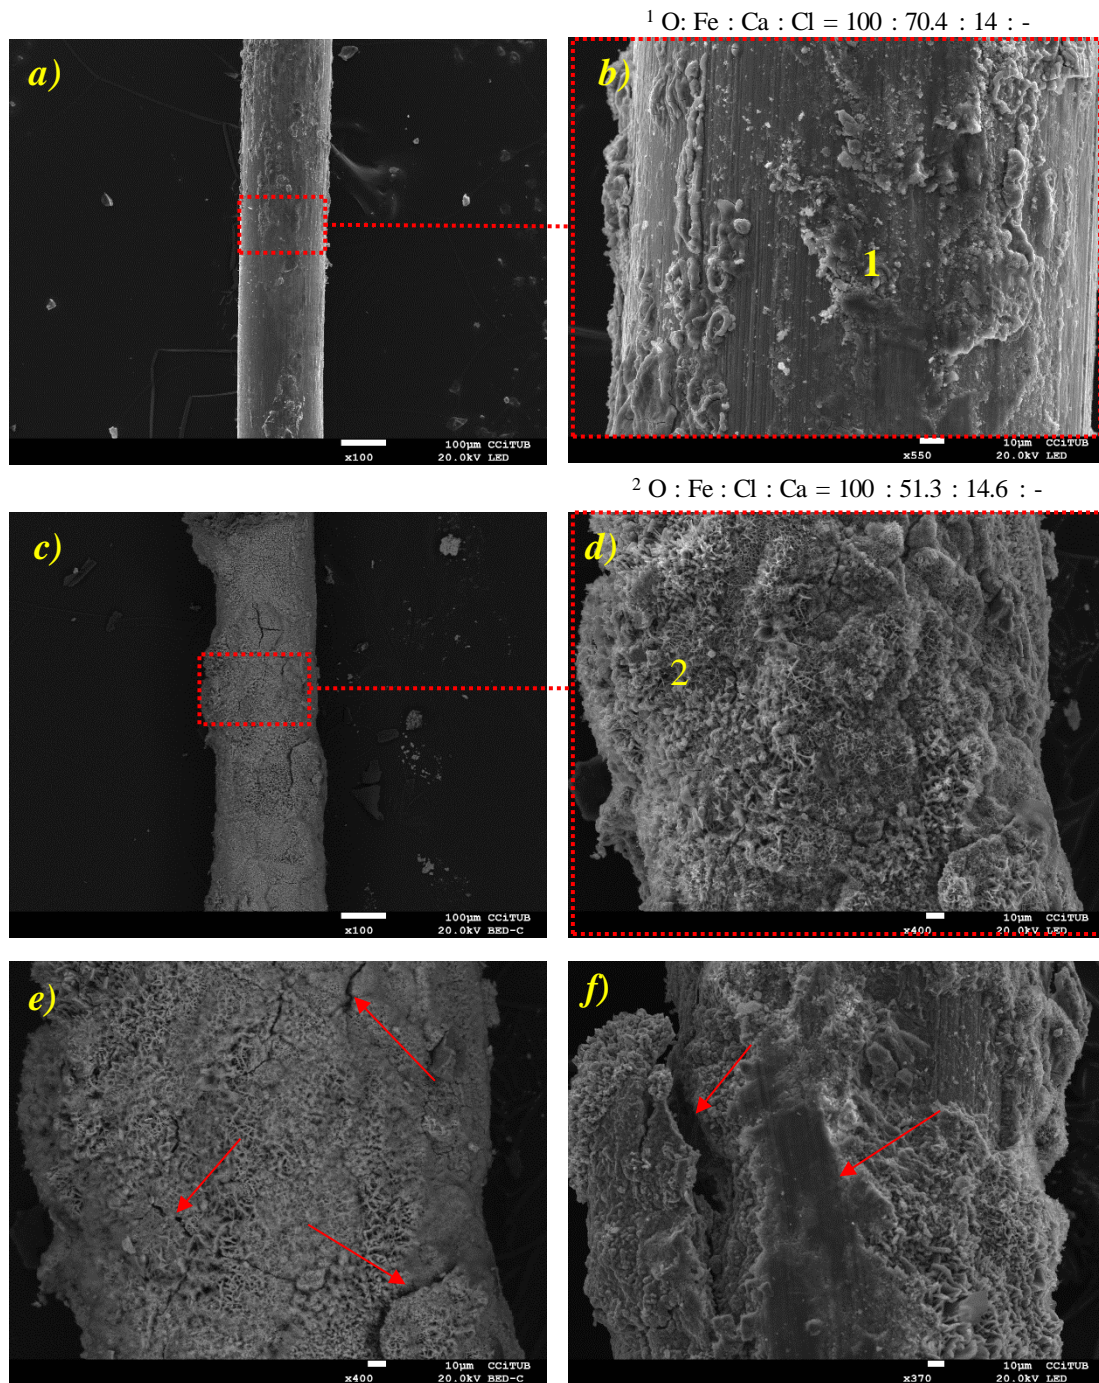 ¹ O: Fe : Ca : Cl = 100 : 70.4 : 14 : -
a)
100μm CCiTUB
x100 20.0kV LED
b)
1
10μm CCiTUB
x550 20.0kV LED
² O : Fe : Cl : Ca = 100 : 51.3 : 14.6 : -
c)
100μm CCiTUB
x100 20.0kV BED-C
d)
2
10μm CCiTUB
x400 20.0kV LED
e)
10μm CCiTUB
x400 20.0kV BED-C
f)
10μm CCiTUB
x370 20.0kV LED